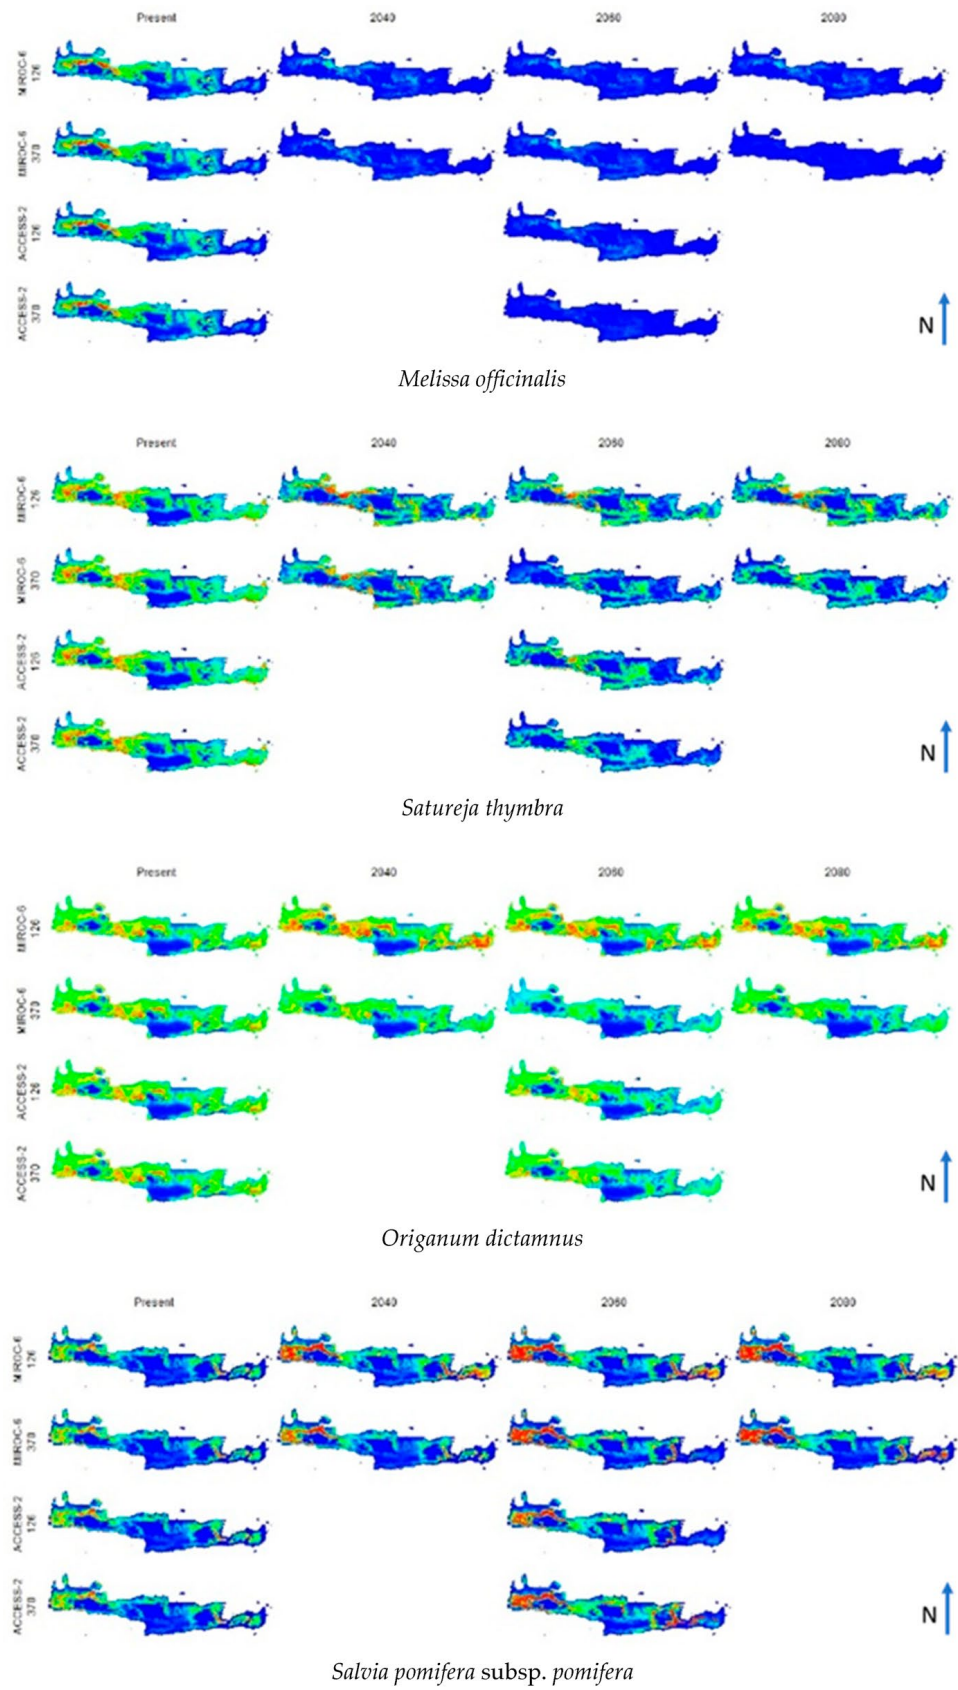 Present 2040 2060 2080
MIROC-6
126
MIROC-6
370
ACCESS-2
126
ACCESS-2
370
N
Melissa officinalis
Present 2040 2060 2080
MIROC-6
126
MIROC-6
370
ACCESS-2
126
ACCESS-2
370
N
Satureja thymbra
Present 2040 2060 2080
MIROC-6
126
MIROC-6
370
ACCESS-2
126
ACCESS-2
370
N
Origanum dictamnus
Present 2040 2060 2080
MIROC-6
126
MIROC-6
370
ACCESS-2
126
ACCESS-2
370
N
Salvia pomifera subsp. pomifera